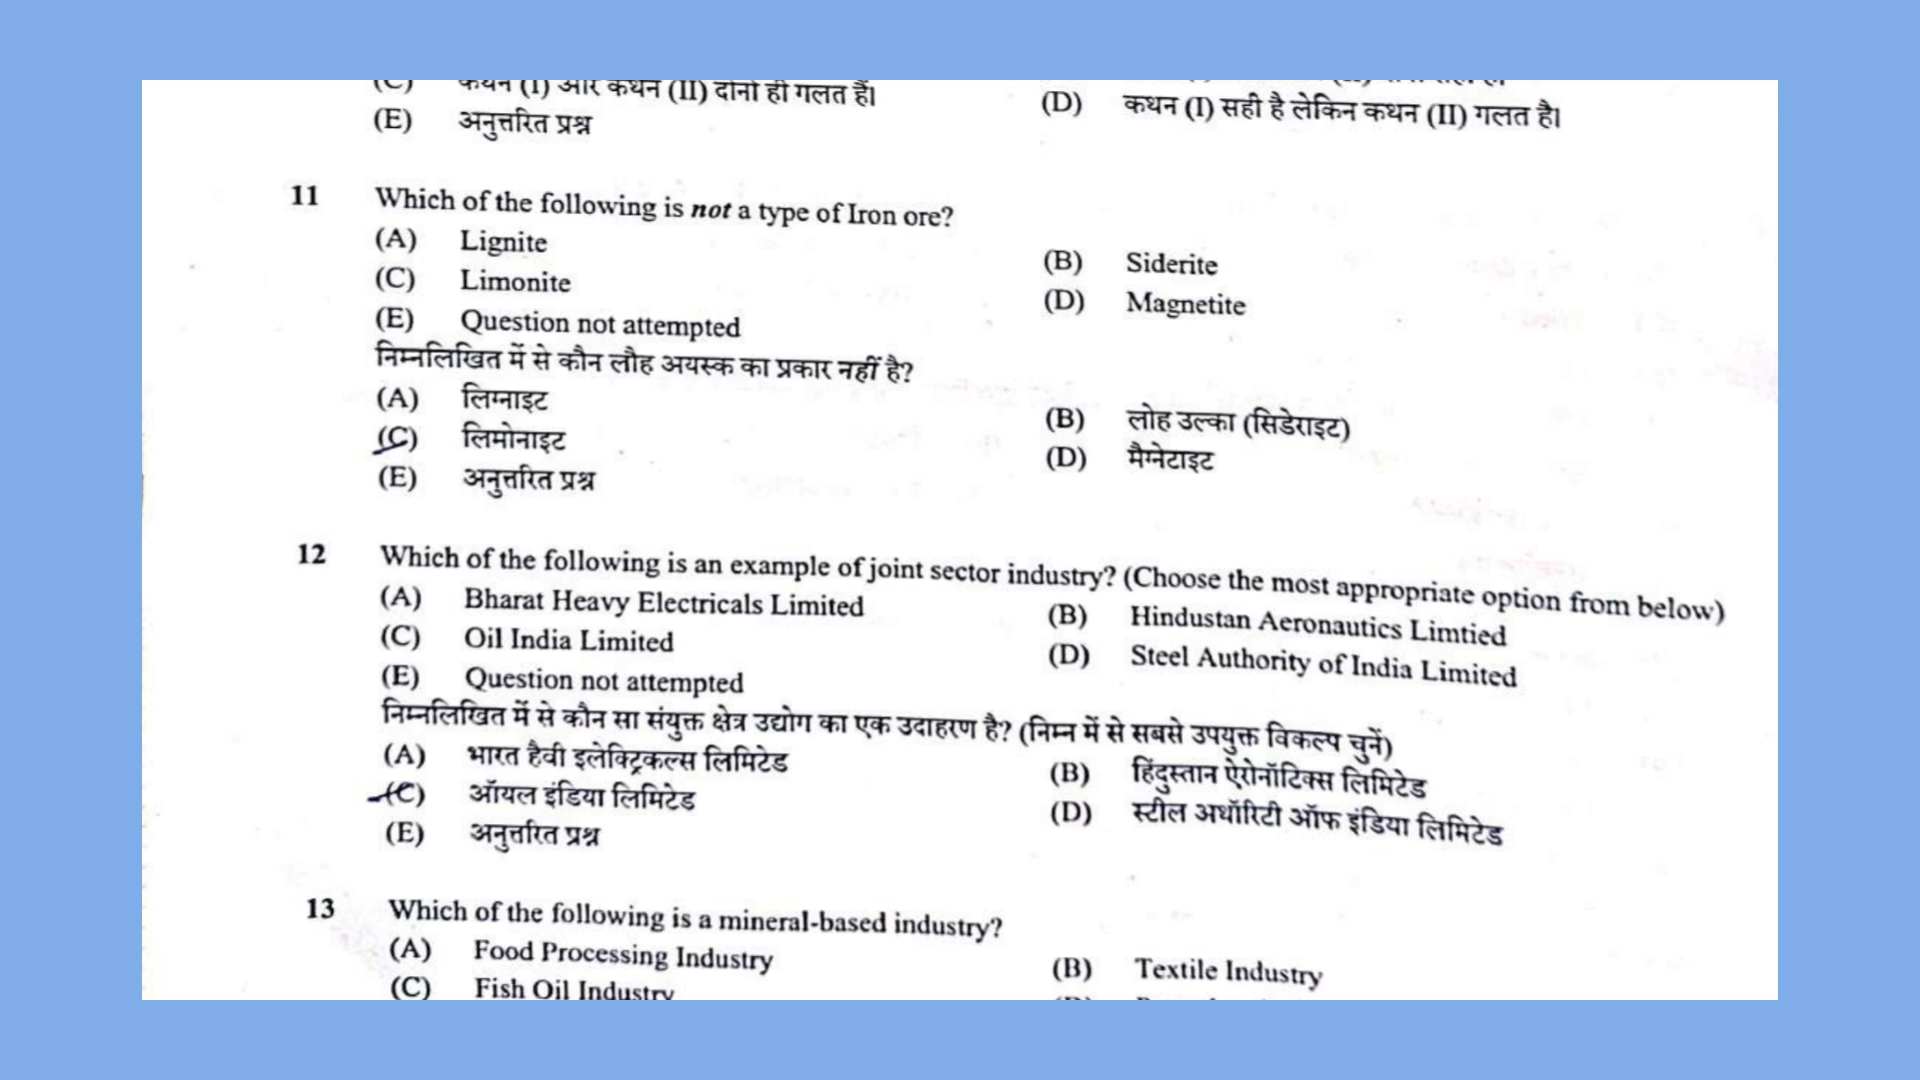 (C) कथन (I) और कथन (II) दोनों ही गलत हैं।
(D) कथन (I) सही है लेकिन कथन (II) गलत है।
(E) अनुत्तरित प्रश्न
11 Which of the following is not a type of Iron ore?
(A) Lignite
(B) Siderite
(C) Limonite
(D) Magnetite
(E) Question not attempted
निम्नलिखित में से कौन लौह अयस्क का प्रकार नहीं है?
(A) लिग्नाइट
(B) लोह उल्का (सिडेराइट)
(C) लिमोनाइट
(D) मैग्नेटाइट
(E) अनुत्तरित प्रश्न
12 Which of the following is an example of joint sector industry? (Choose the most appropriate option from below)
(A) Bharat Heavy Electricals Limited
(B) Hindustan Aeronautics Limtied
(C) Oil India Limited
(D) Steel Authority of India Limited
(E) Question not attempted
निम्नलिखित में से कौन सा संयुक्त क्षेत्र उद्योग का एक उदाहरण है? (निम्न में से सबसे उपयुक्त विकल्प चुनें)
(A) भारत हैवी इलेक्ट्रिकल्स लिमिटेड
(B) हिंदुस्तान ऐरोनॉटिक्स लिमिटेड
(C) ऑयल इंडिया लिमिटेड
(D) स्टील अथॉरिटी ऑफ इंडिया लिमिटेड
(E) अनुत्तरित प्रश्न
13 Which of the following is a mineral-based industry?
(A) Food Processing Industry
(B) Textile Industry
(C) Fish Oil Industry